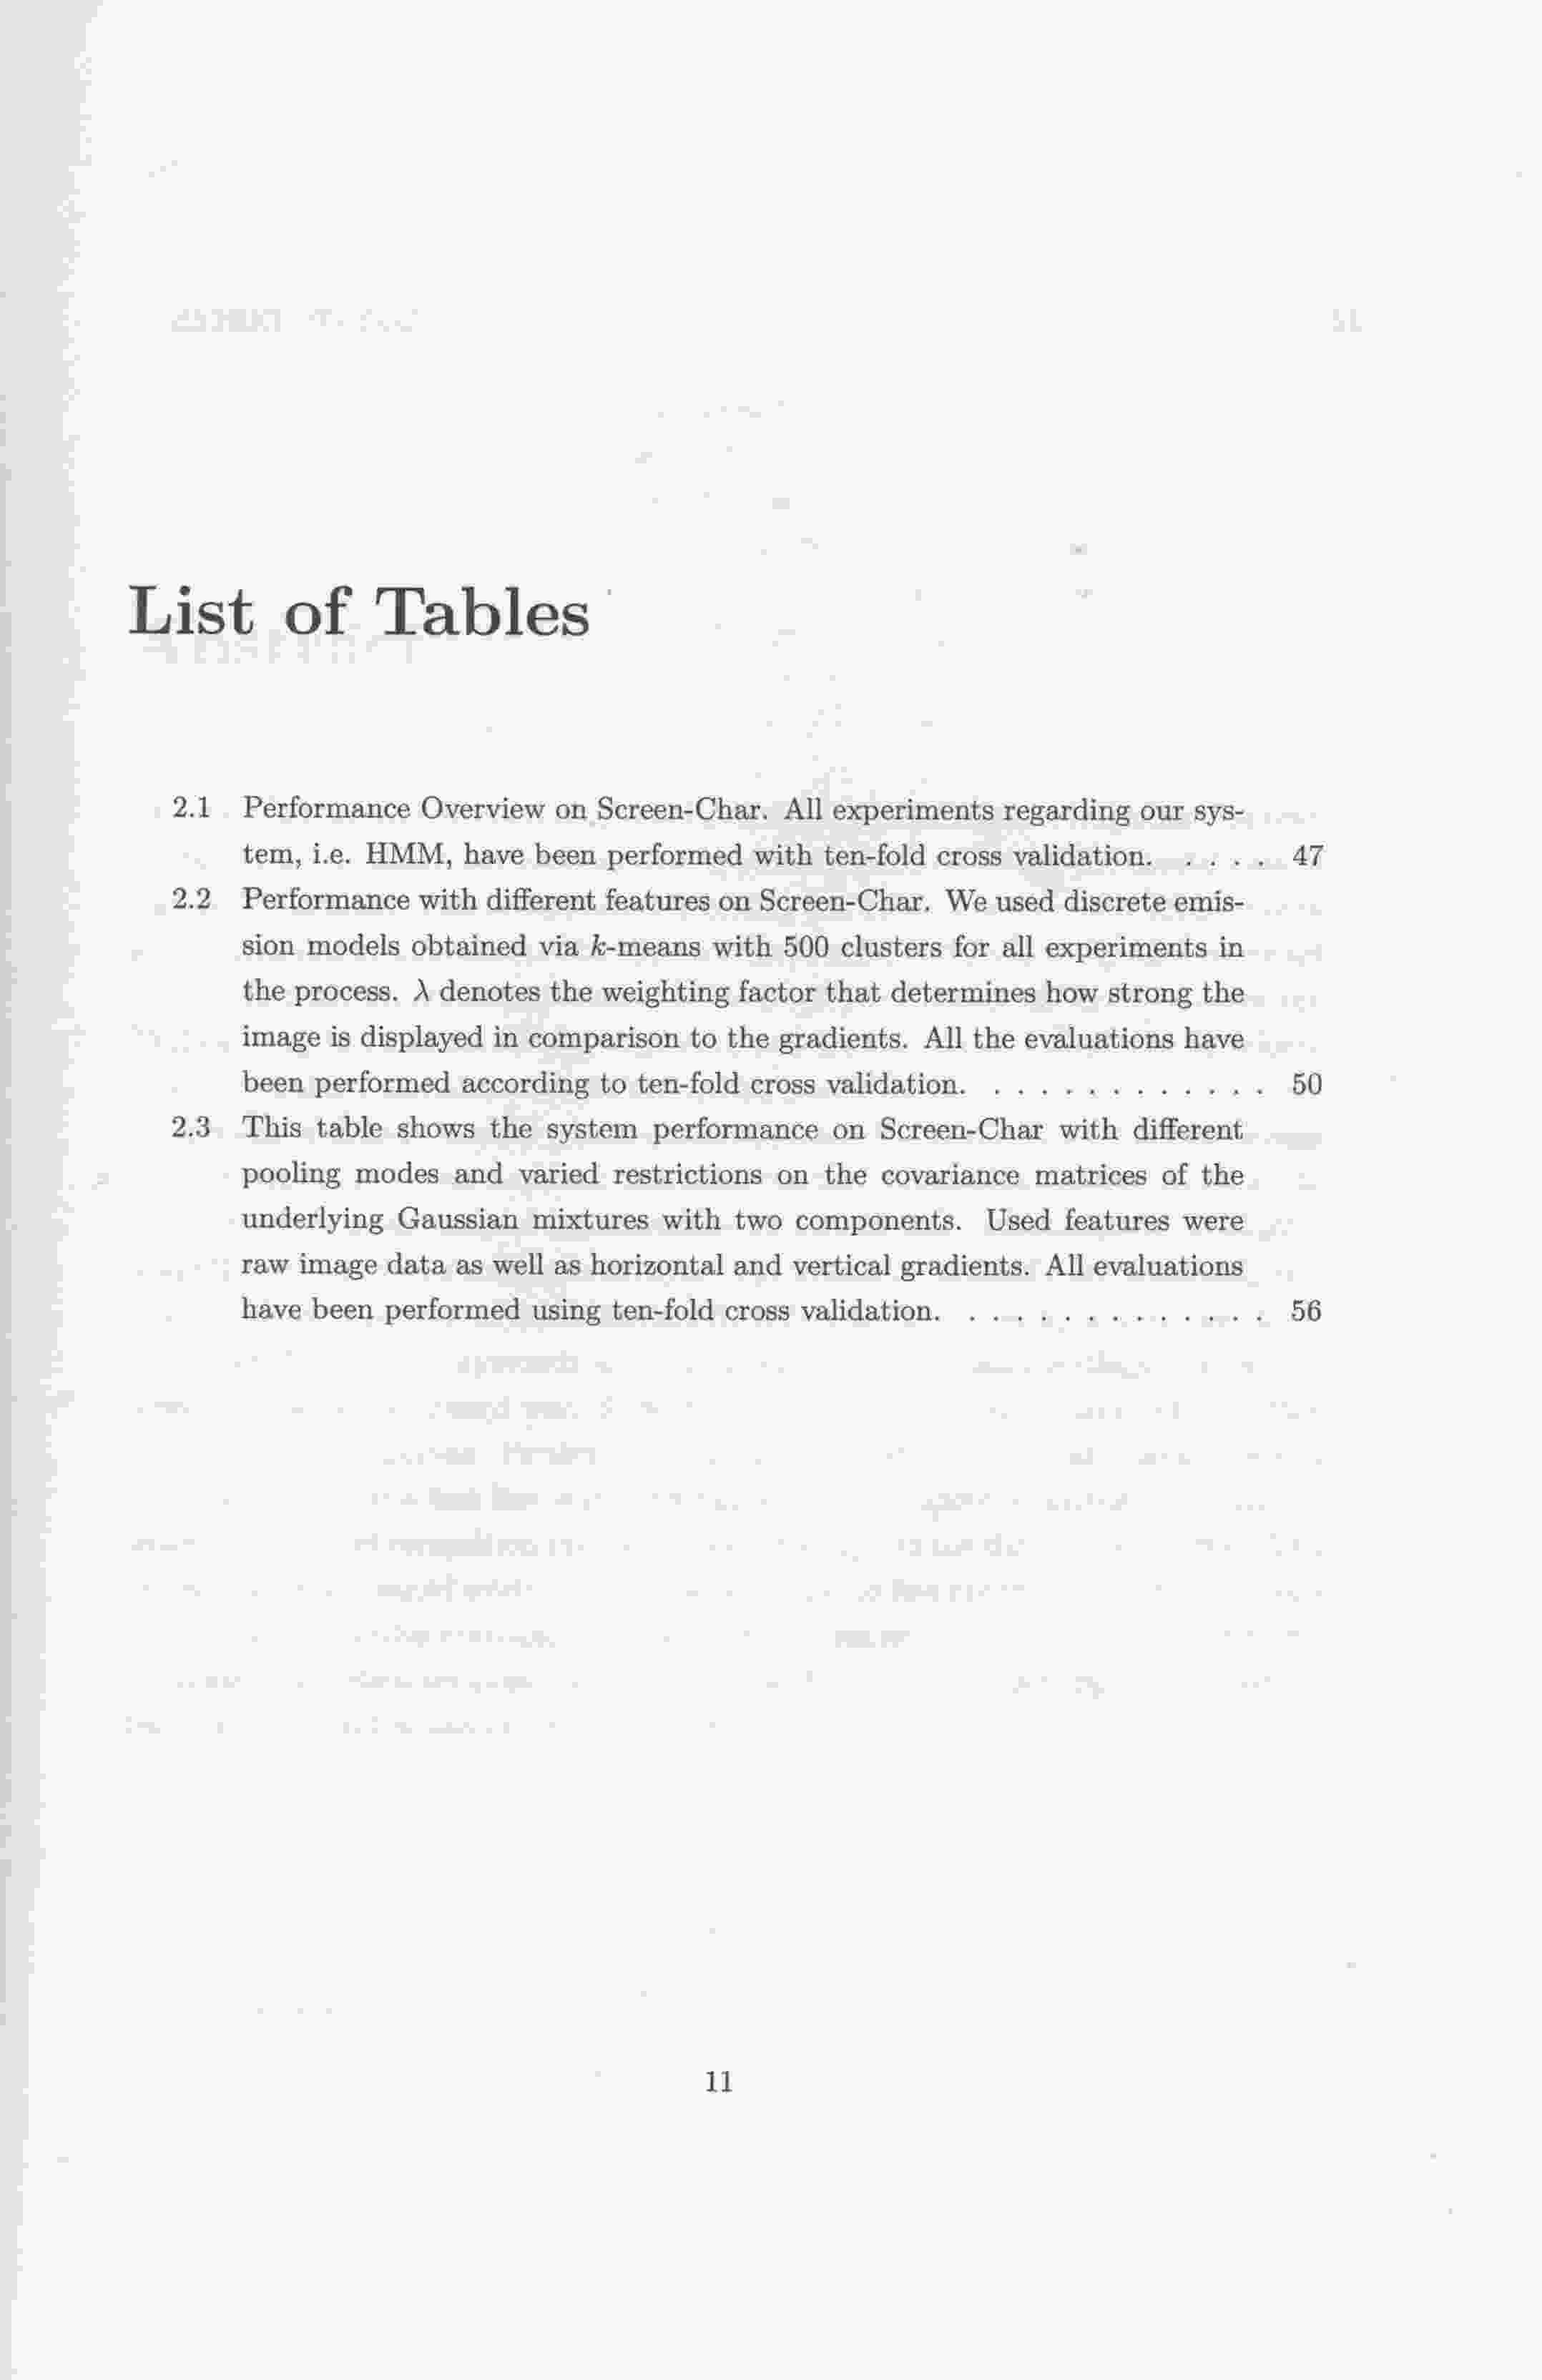 List of Tables
2.1 Performance Overview on Screen-Char. All experiments regarding our sys-
tem, i.e. HMM, have been performed with ten-fold cross validation. . . . . 47
2.2 Performance with different features on Screen-Char. We used discrete emis-
sion models obtained via k-means with 500 clusters for all experiments in
the process. λ denotes the weighting factor that determines how strong the
image is displayed in comparison to the gradients. All the evaluations have
been performed according to ten-fold cross validation. . . . . . . . . . . . . 50
2.3 This table shows the system performance on Screen-Char with different
pooling modes and varied restrictions on the covariance matrices of the
underlying Gaussian mixtures with two components. Used features were
raw image data as well as horizontal and vertical gradients. All evaluations
have been performed using ten-fold cross validation. . . . . . . . . . . . . . 56
11